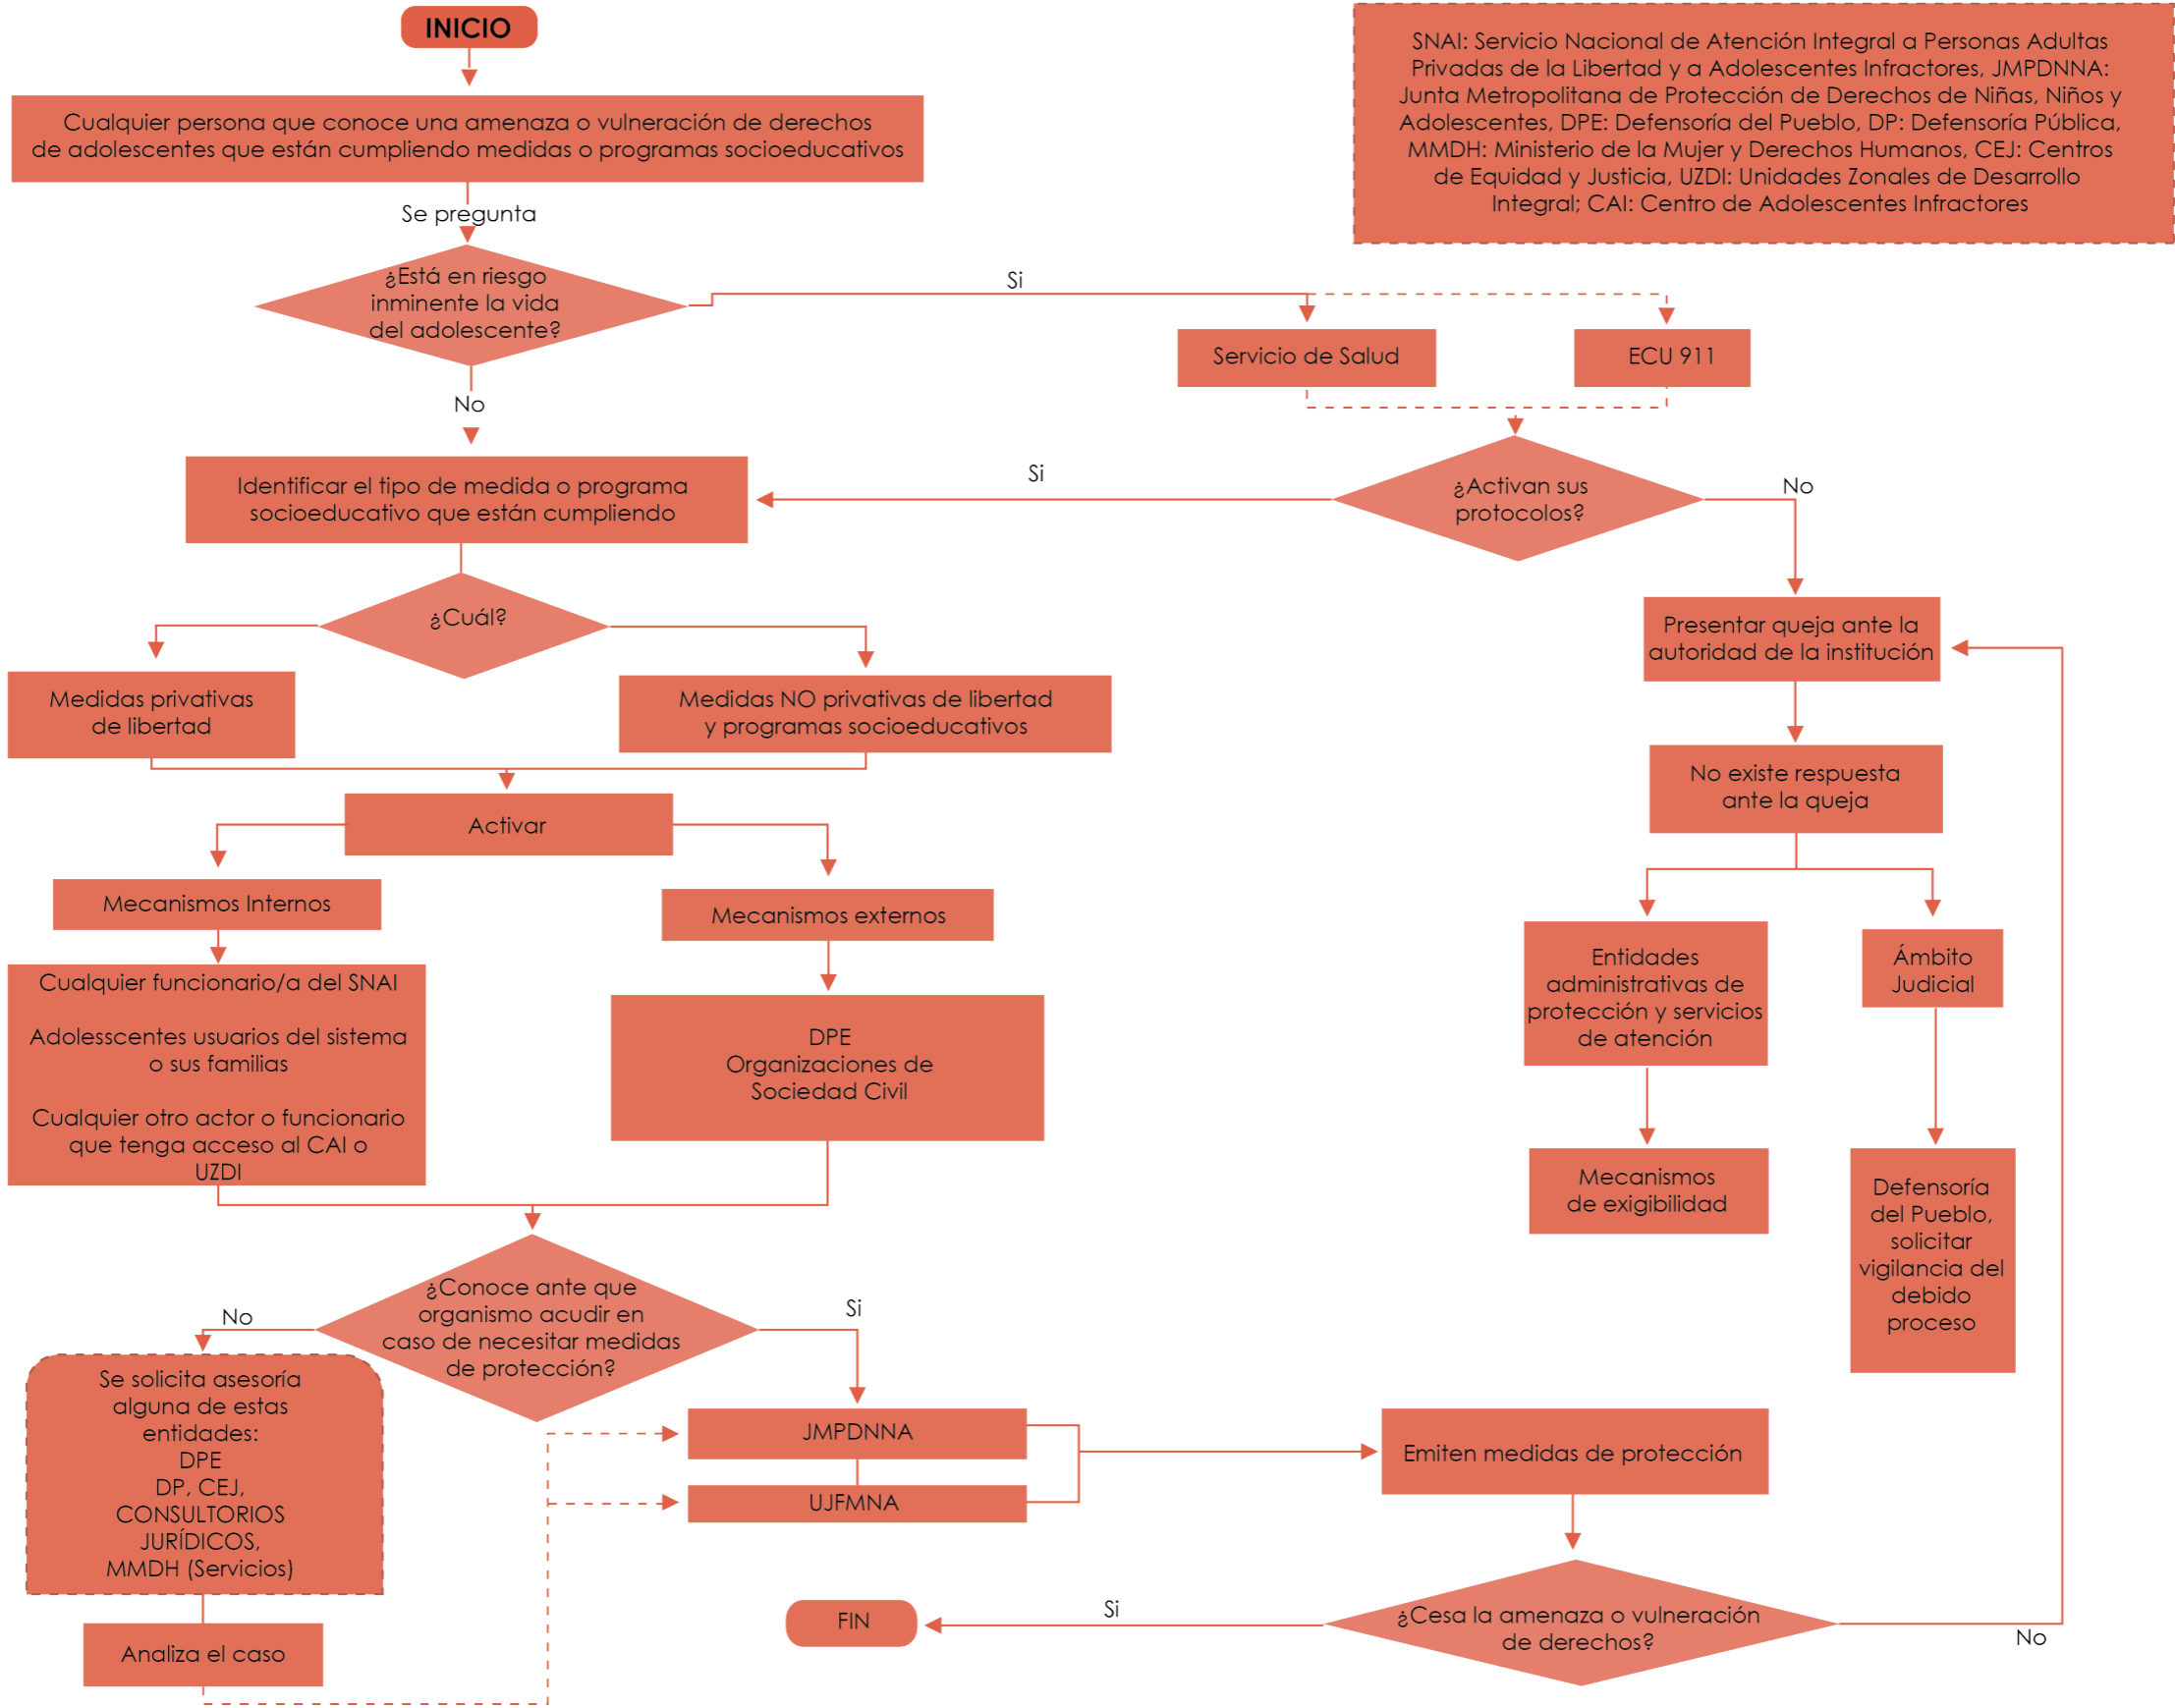 INICIO
SNAI: Servicio Nacional de Atención Integral a Personas Adultas
Privadas de la Libertad y a Adolescentes Infractores, JMPDNNA:
Junta Metropolitana de Protección de Derechos de Niñas, Niños y
Adolescentes, DPE: Defensoría del Pueblo, DP: Defensoría Pública,
MMDH: Ministerio de la Mujer y Derechos Humanos, CEJ: Centros
de Equidad y Justicia, UZDI: Unidades Zonales de Desarrollo
Integral; CAI: Centro de Adolescentes Infractores
Cualquier persona que conoce una amenaza o vulneración de derechos
de adolescentes que están cumpliendo medidas o programas socioeducativos
Se pregunta
¿Está en riesgo
inminente la vida
del adolescente?
Si
No
Servicio de Salud
ECU 911
¿Activan sus
protocolos?
Si
No
Identificar el tipo de medida o programa
socioeducativo que están cumpliendo
¿Cuál?
Medidas privativas
de libertad
Medidas NO privativas de libertad
y programas socioeducativos
Presentar queja ante la
autoridad de la institución
No existe respuesta
ante la queja
Activar
Mecanismos Internos
Mecanismos externos
Cualquier funcionario/a del SNAI
Adolesscentes usuarios del sistema
o sus familias
Cualquier otro actor o funcionario
que tenga acceso al CAI o
UZDI
DPE
Organizaciones de
Sociedad Civil
Entidades
administrativas de
protección y servicios
de atención
Ámbito
Judicial
Mecanismos
de exigibilidad
Defensoría
del Pueblo,
solicitar
vigilancia del
debido
proceso
¿Conoce ante que
organismo acudir en
caso de necesitar medidas
de protección?
No
Si
Se solicita asesoría
alguna de estas
entidades:
DPE
DP, CEJ,
CONSULTORIOS
JURÍDICOS,
MMDH (Servicios)
Analiza el caso
JMPDNNA
UJFMNA
Emiten medidas de protección
¿Cesa la amenaza o vulneración
de derechos?
Si
No
FIN